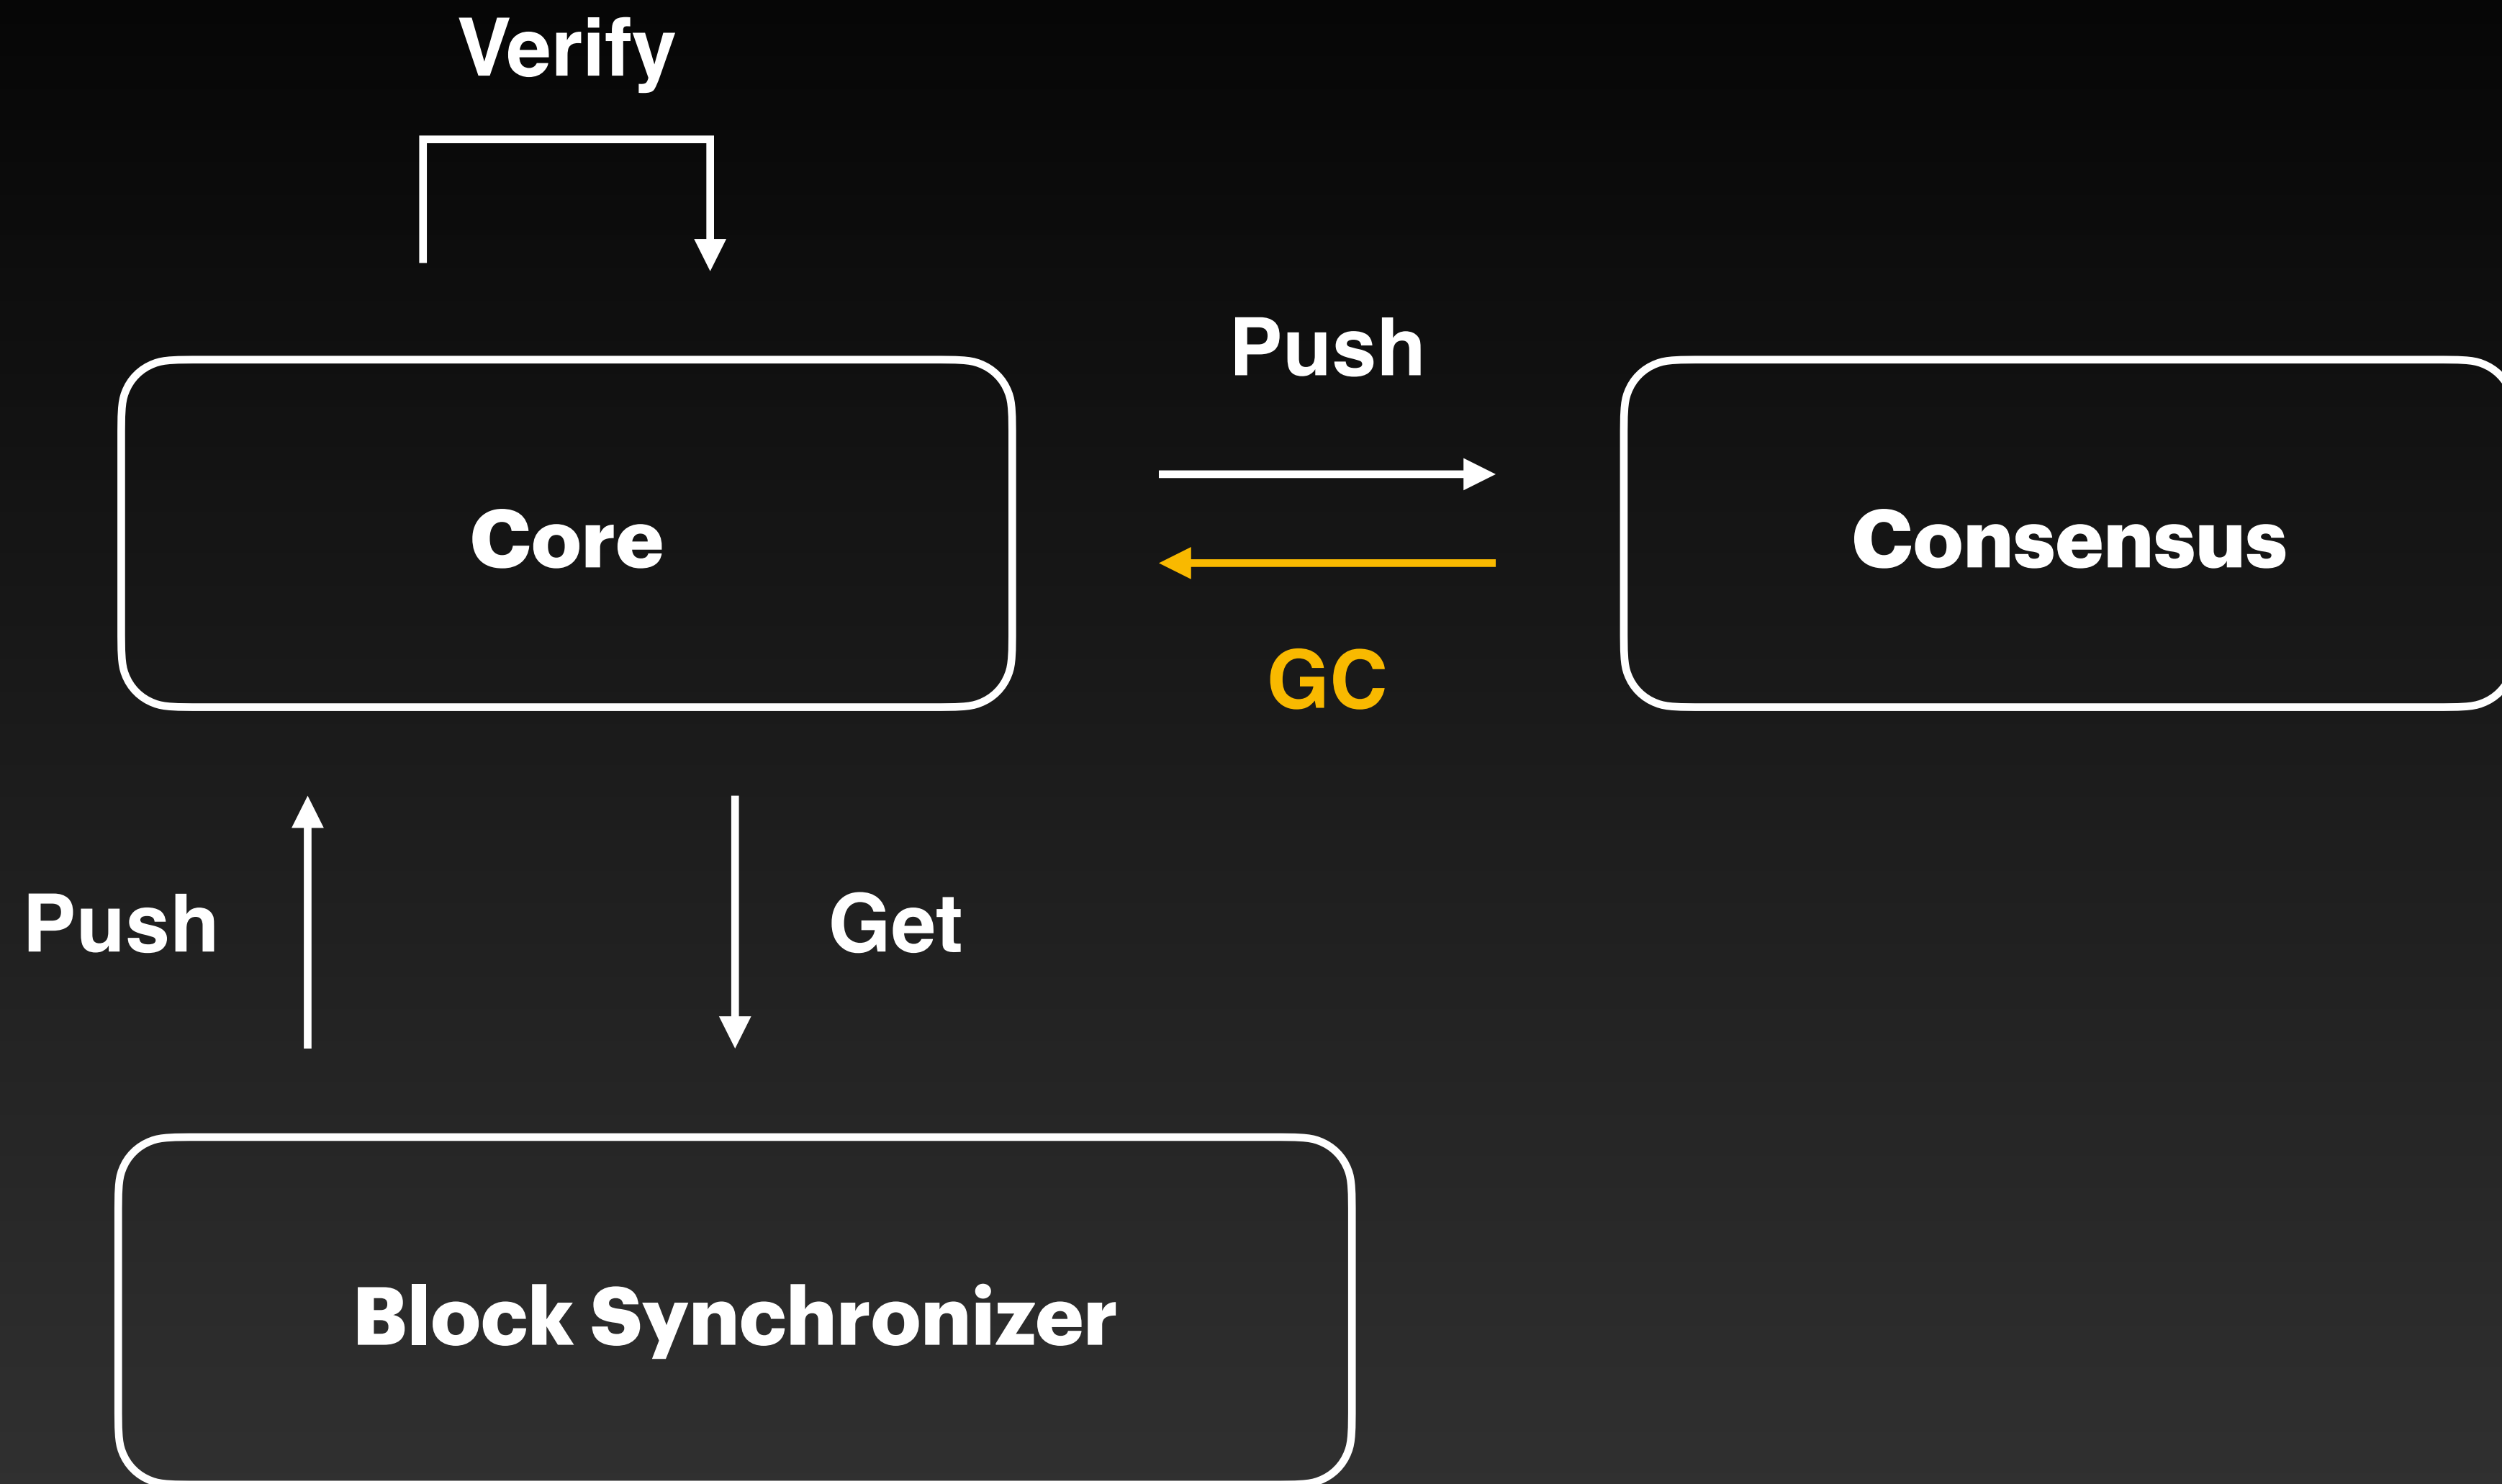 Verify
Push
Core
Consensus
GC
Push
Get
Block Synchronizer